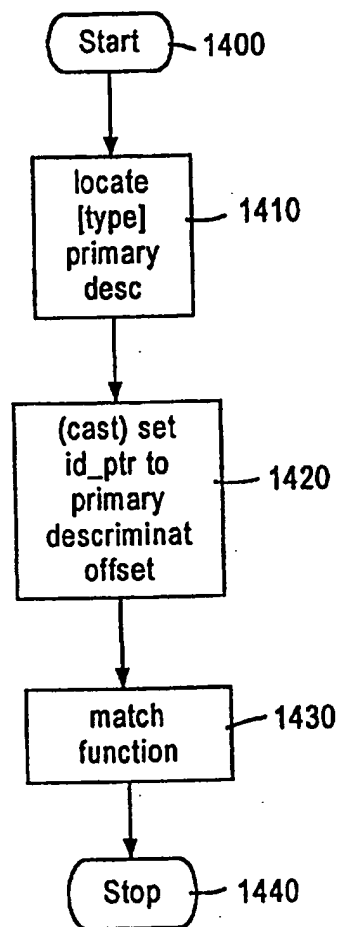 Start
1400
locate
[type]
primary
desc
1410
(cast) set
id_ptr to
primary
descriminat
offset
1420
match
function
1430
Stop
1440